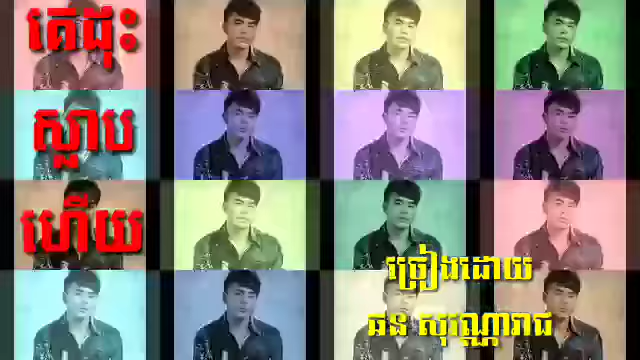 គេដុះ
ស្លាប
ហើយ
ច្រៀងដោយ
ឆន សុវណ្ណារាជ